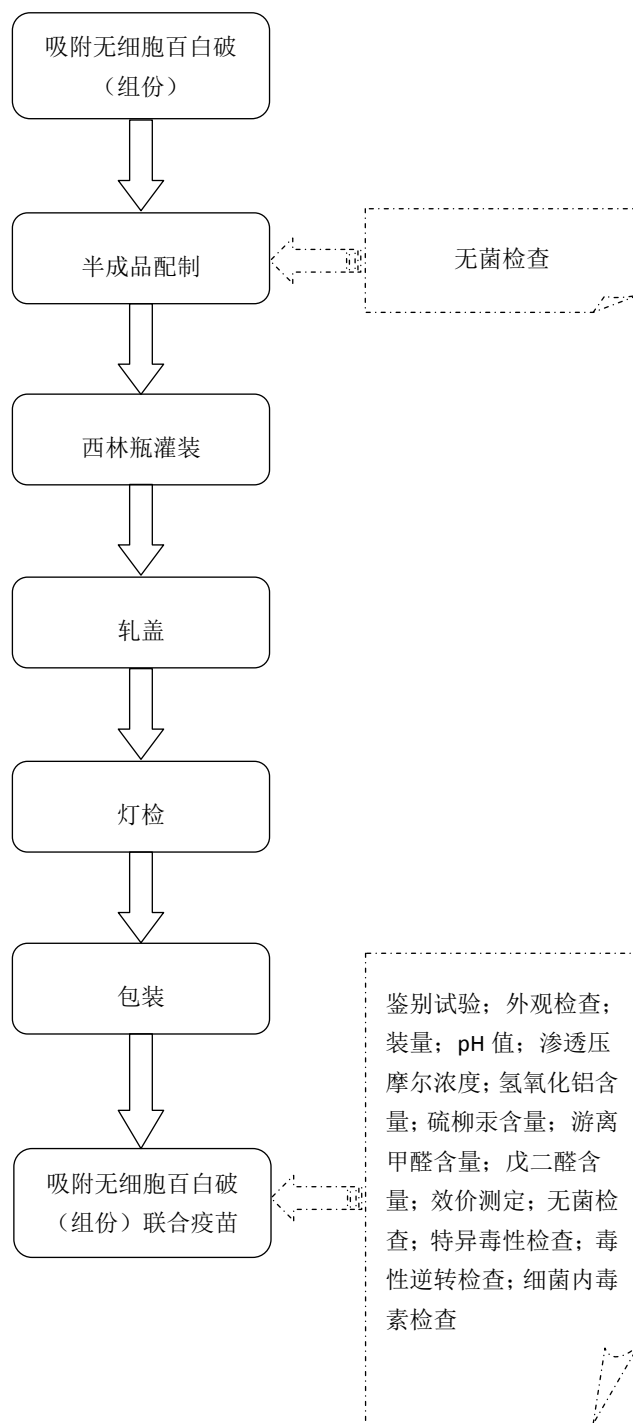 吸附无细胞百白破
（组份）
半成品配制
无菌检查
西林瓶灌装
轧盖
灯检
包装
鉴别试验；外观检查；
装量；pH 值；渗透压
摩尔浓度；氢氧化铝含
量；硫柳汞含量；游离
甲醛含量；戊二醛含
量；效价测定；无菌检
查；特异毒性检查；毒
性逆转检查；细菌内毒
素检查
吸附无细胞百白破
（组份）联合疫苗